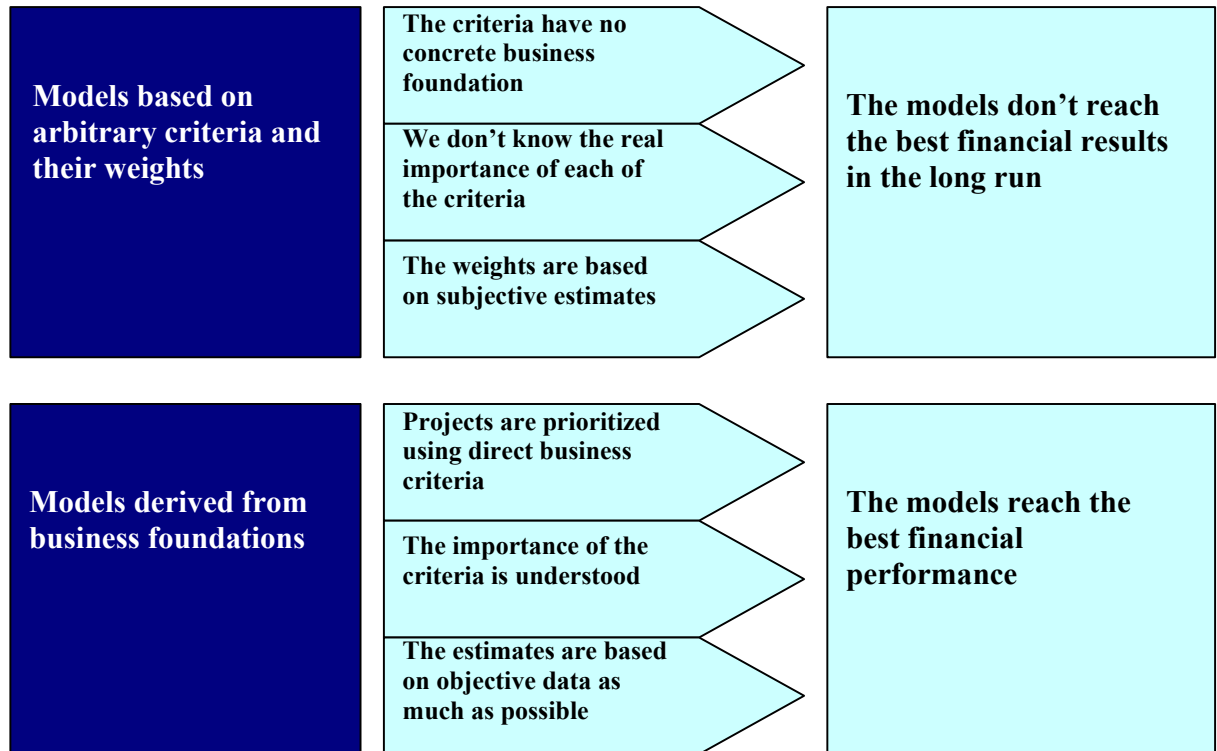 Models based on
arbitrary criteria and
their weights
The criteria have no
concrete business
foundation
We don’t know the real
importance of each of
the criteria
The weights are based
on subjective estimates
The models don’t reach
the best financial results
in the long run
Models derived from
business foundations
Projects are prioritized
using direct business
criteria
The importance of the
criteria is understood
The estimates are based
on objective data as
much as possible
The models reach the
best financial
performance